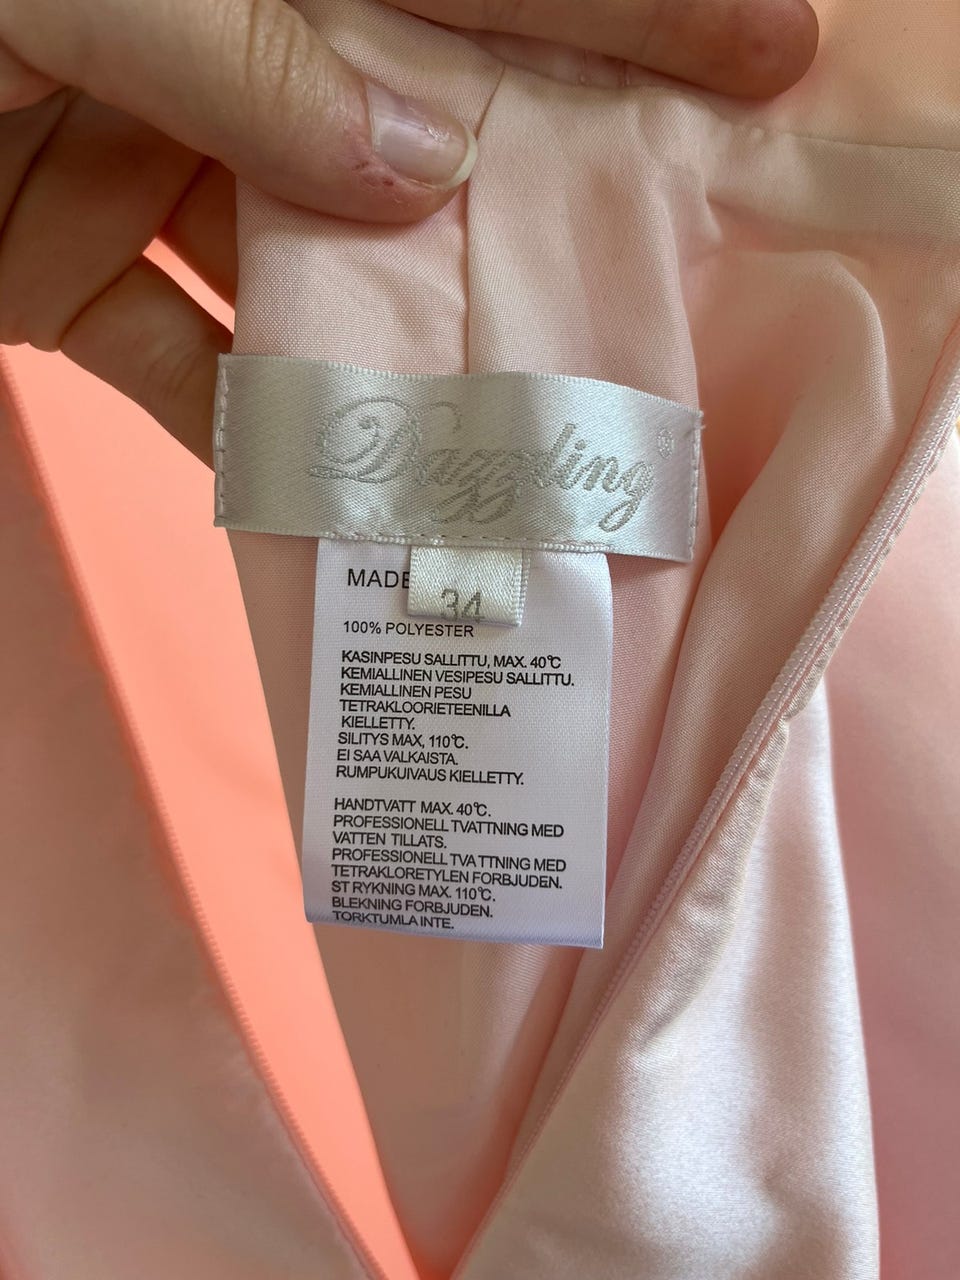 Dazzling®
34
MADE
100% POLYESTER
KASINPESU SALLITTU, MAX. 40℃
KEMIALLINEN VESIPESU SALLITTU.
KEMIALLINEN PESU
TETRAKLOORIETEENILLA
KIELLETTY.
SILITYS MAX, 110℃.
EI SAA VALKAISTA.
RUMPUKUIVAUS KIELLETTY.
HANDTVATT MAX. 40℃.
PROFESSIONELL TVATTNING MED
VATTEN TILLATS.
PROFESSIONELL TVA TTNING MED
TETRAKLORETYLEN FORBJUDEN.
ST RYKNING MAX. 110℃.
BLEKNING FORBJUDEN.
TORKTUMLA INTE.